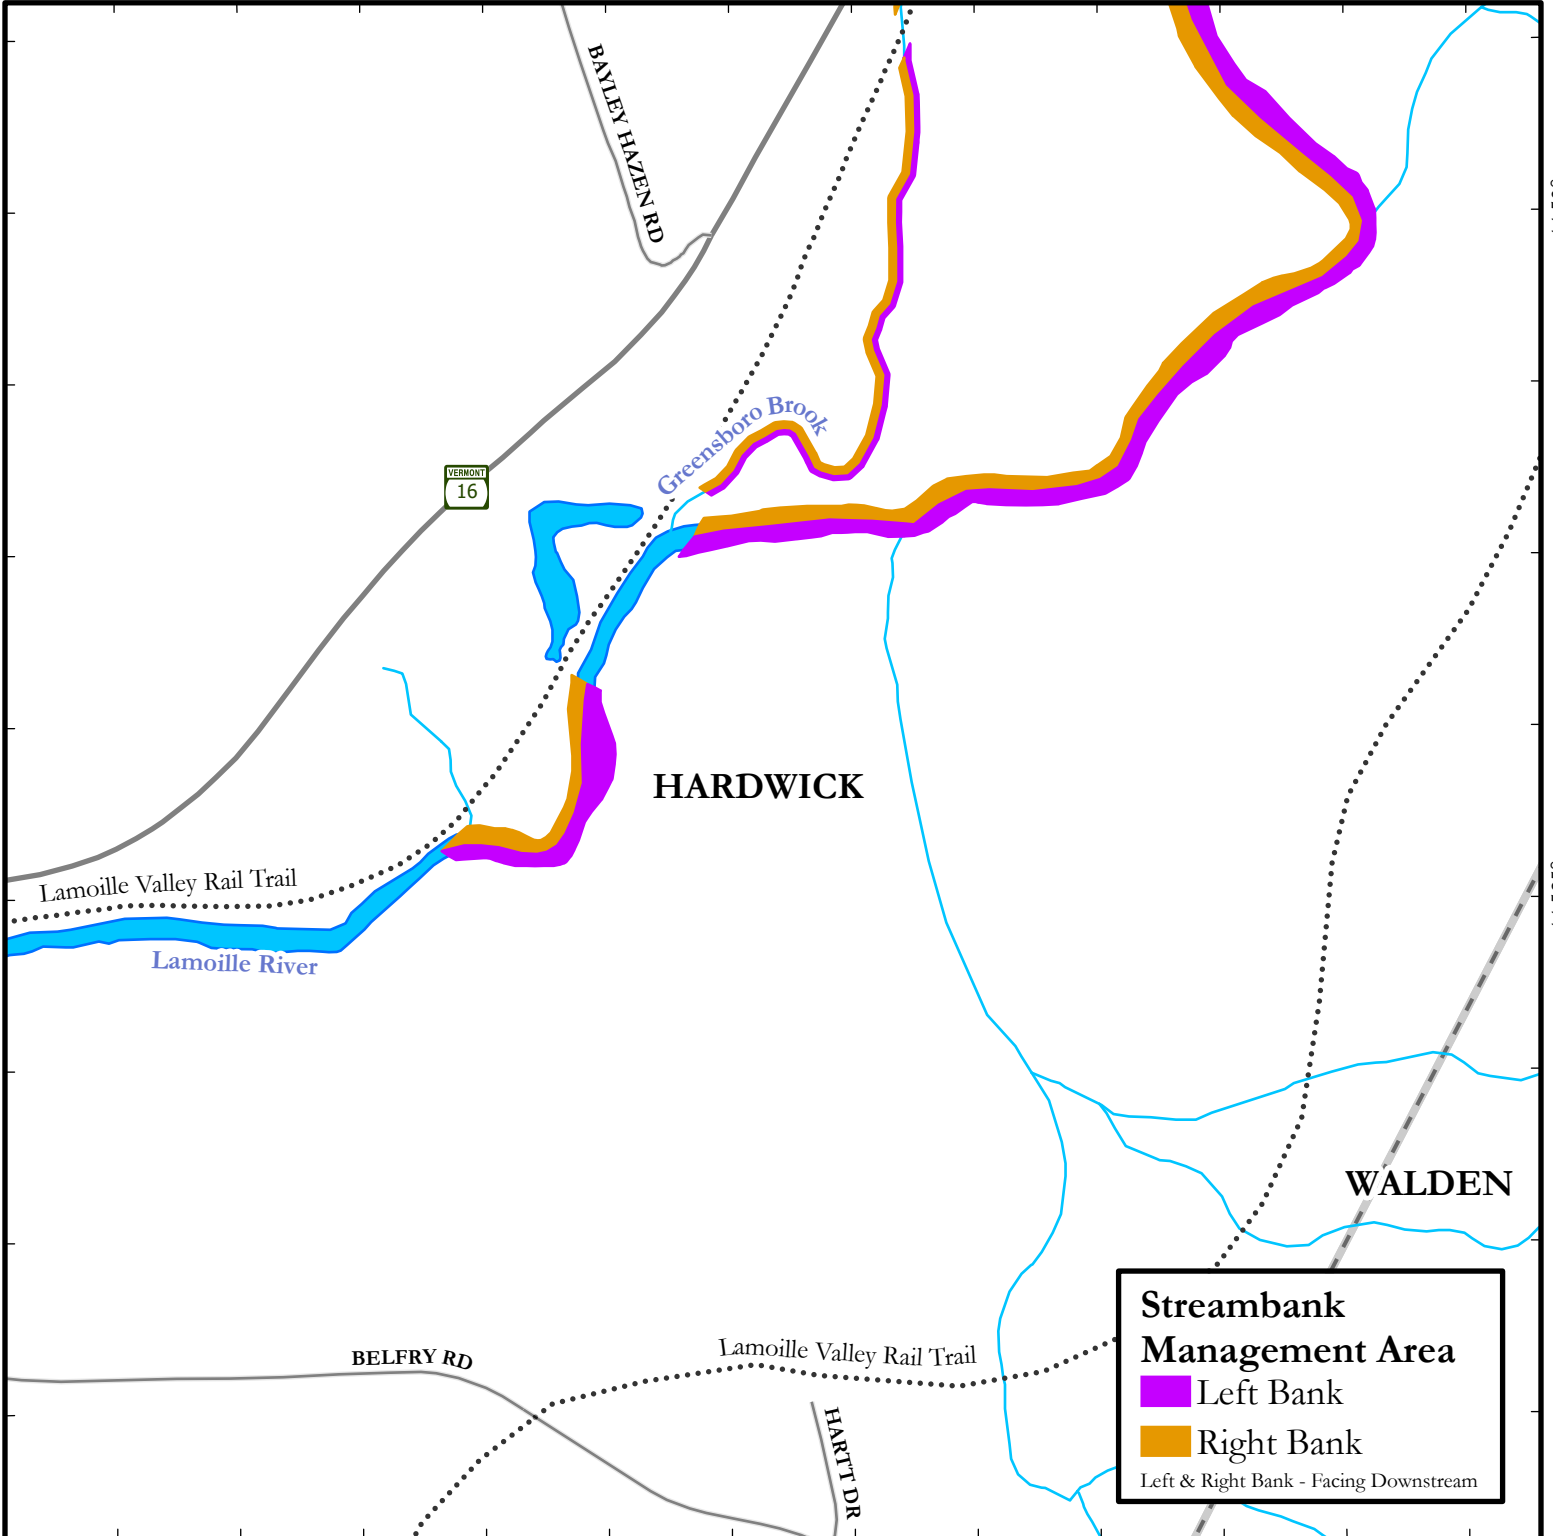 BAYLEY HAZEN RD
Greensboro Brook
VERMONT
16
HARDWICK
Lamoille Valley Rail Trail
Lamoille River
WALDEN
Streambank
Management Area
Left Bank
Right Bank
Left & Right Bank - Facing Downstream
Lamoille Valley Rail Trail
BELFRY RD
HARTT DR